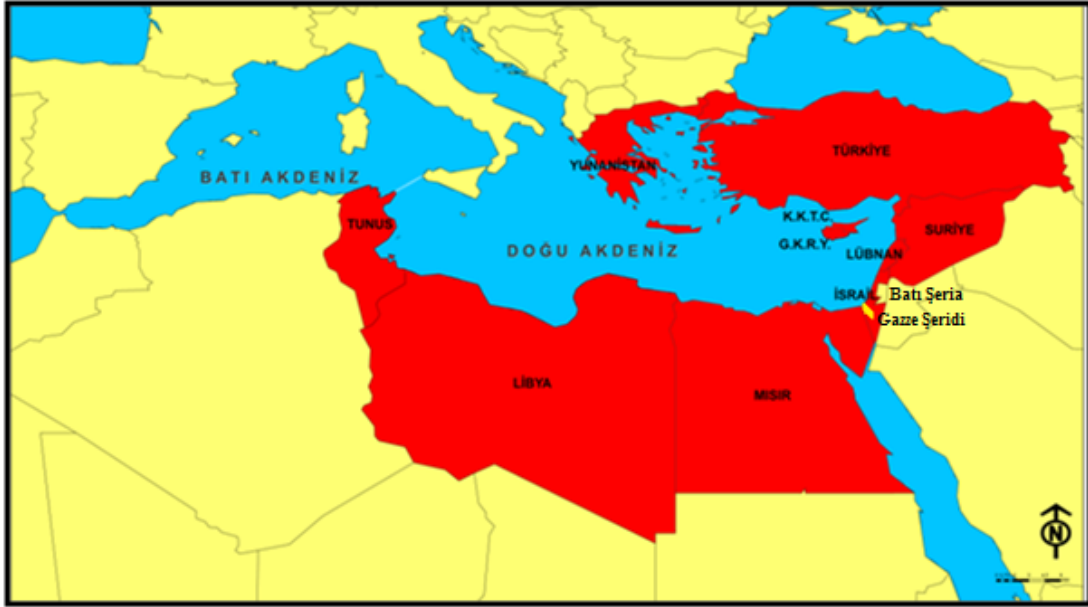 TÜRKİYE
YUNANİSTAN
BATI AKDENİZ
TUNUS
K.K.T.C.
SURİYE
G.K.R.Y.
DOĞU AKDENİZ
LÜBNAN
İSRAİL
Batı Şeria
Gazze Şeridi
LİBYA
MISIR
N